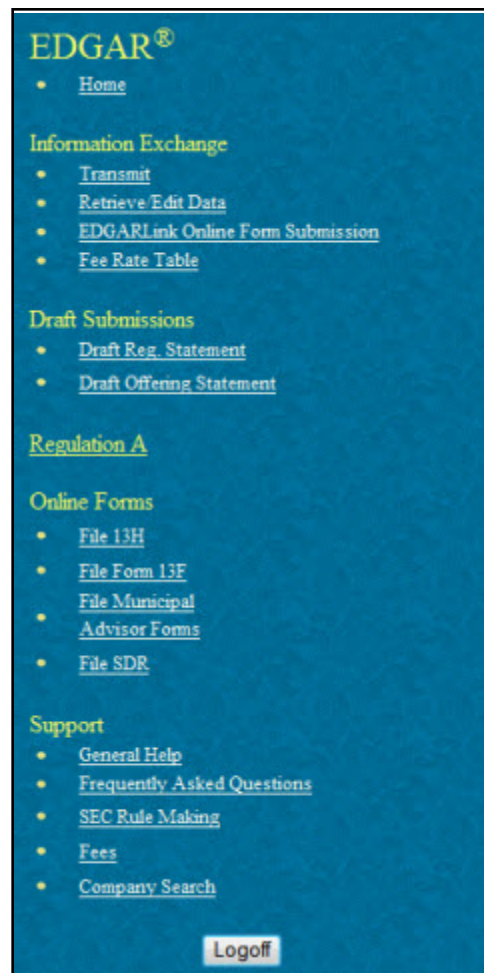 EDGAR®
• Home
Information Exchange
• Transmit
• Retrieve/Edit Data
• EDGARLink Online Form Submission
• Fee Rate Table
Draft Submissions
• Draft Reg. Statement
• Draft Offering Statement
Regulation A
Online Forms
• File 13H
• File Form 13F
• File Municipal
Advisor Forms
• File SDR
Support
• General Help
• Frequently Asked Questions
• SEC Rule Making
• Fees
• Company Search
Logoff